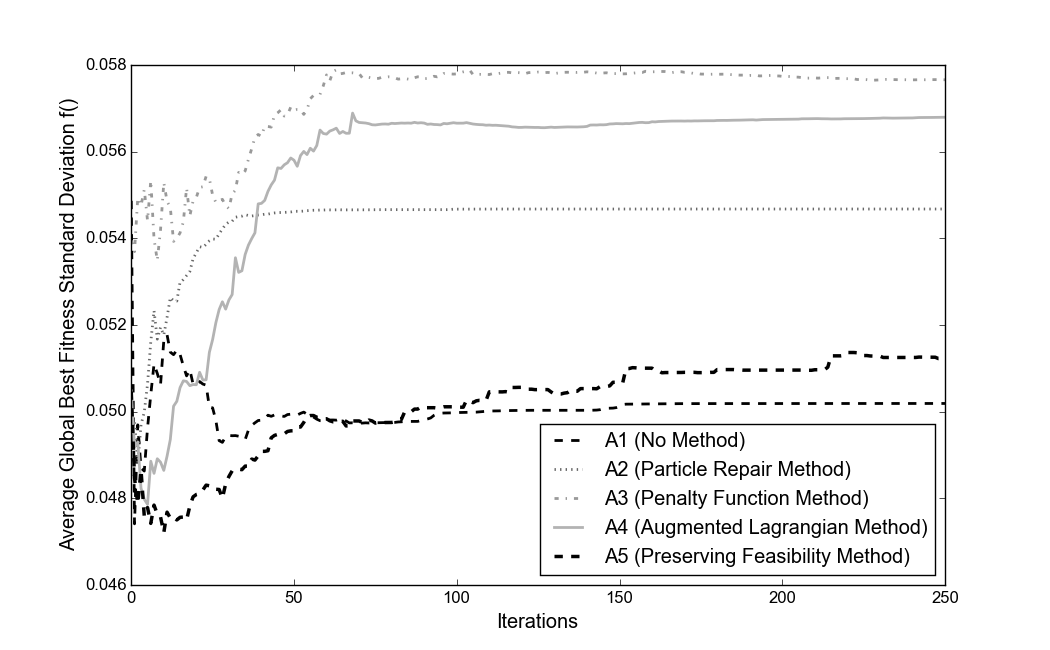 Average Global Best Fitness Standard Deviation f()
0.058
0.056
0.054
0.052
0.050
0.048
0.046
A1 (No Method)
A2 (Particle Repair Method)
A3 (Penalty Function Method)
A4 (Augmented Lagrangian Method)
A5 (Preserving Feasibility Method)
0 50 100 150 200 250
Iterations